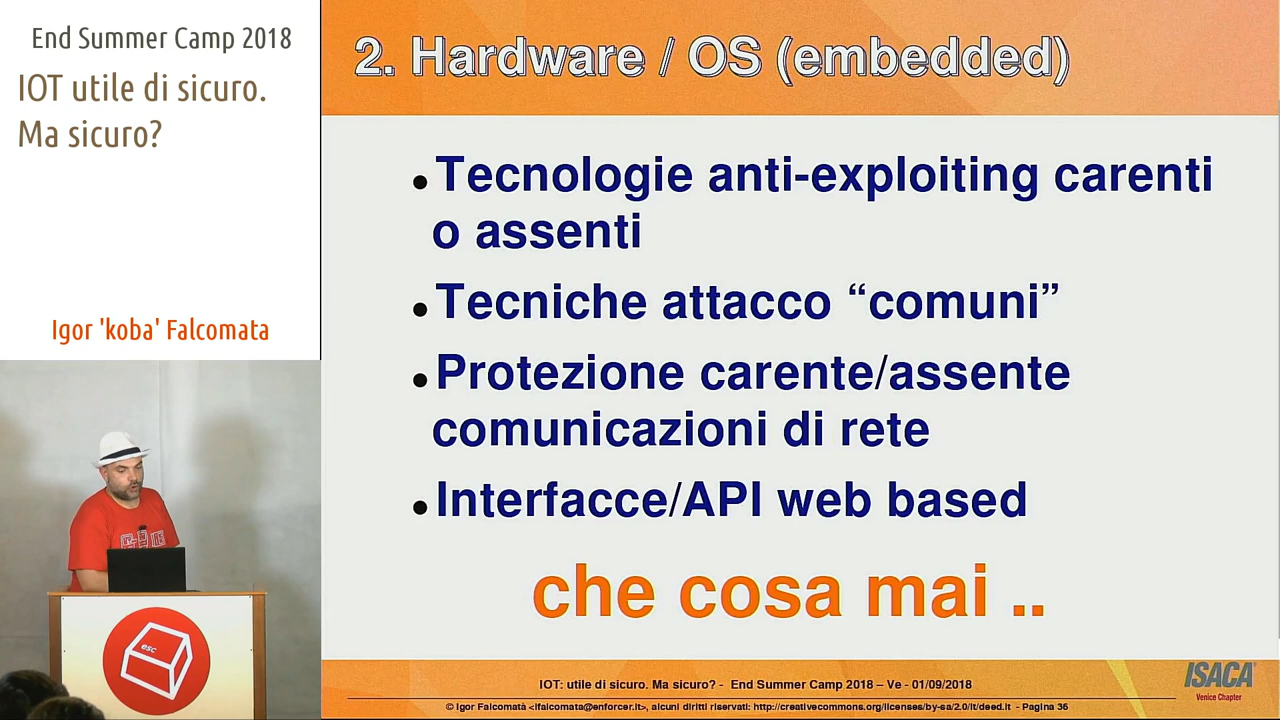 End Summer Camp 2018
IOT utile di sicuro.
Ma sicuro?
Igor 'koba' Falcomata
esc
2. Hardware / OS (embedded)
•Tecnologie anti-exploiting carenti
o assenti
•Tecniche attacco “comuni”
•Protezione carente/assente
comunicazioni di rete
•Interfacce/API web based
che cosa mai ..
IOT: utile di sicuro. Ma sicuro? - End Summer Camp 2018 – Ve - 01/09/2018
© Igor Falcomatà <ifalcomata@enforcer.it>, alcuni diritti riservati: http://creativecommons.org/licenses/by-sa/2.0/it/deed.it - Pagina 36
ISACA
Venice Chapter